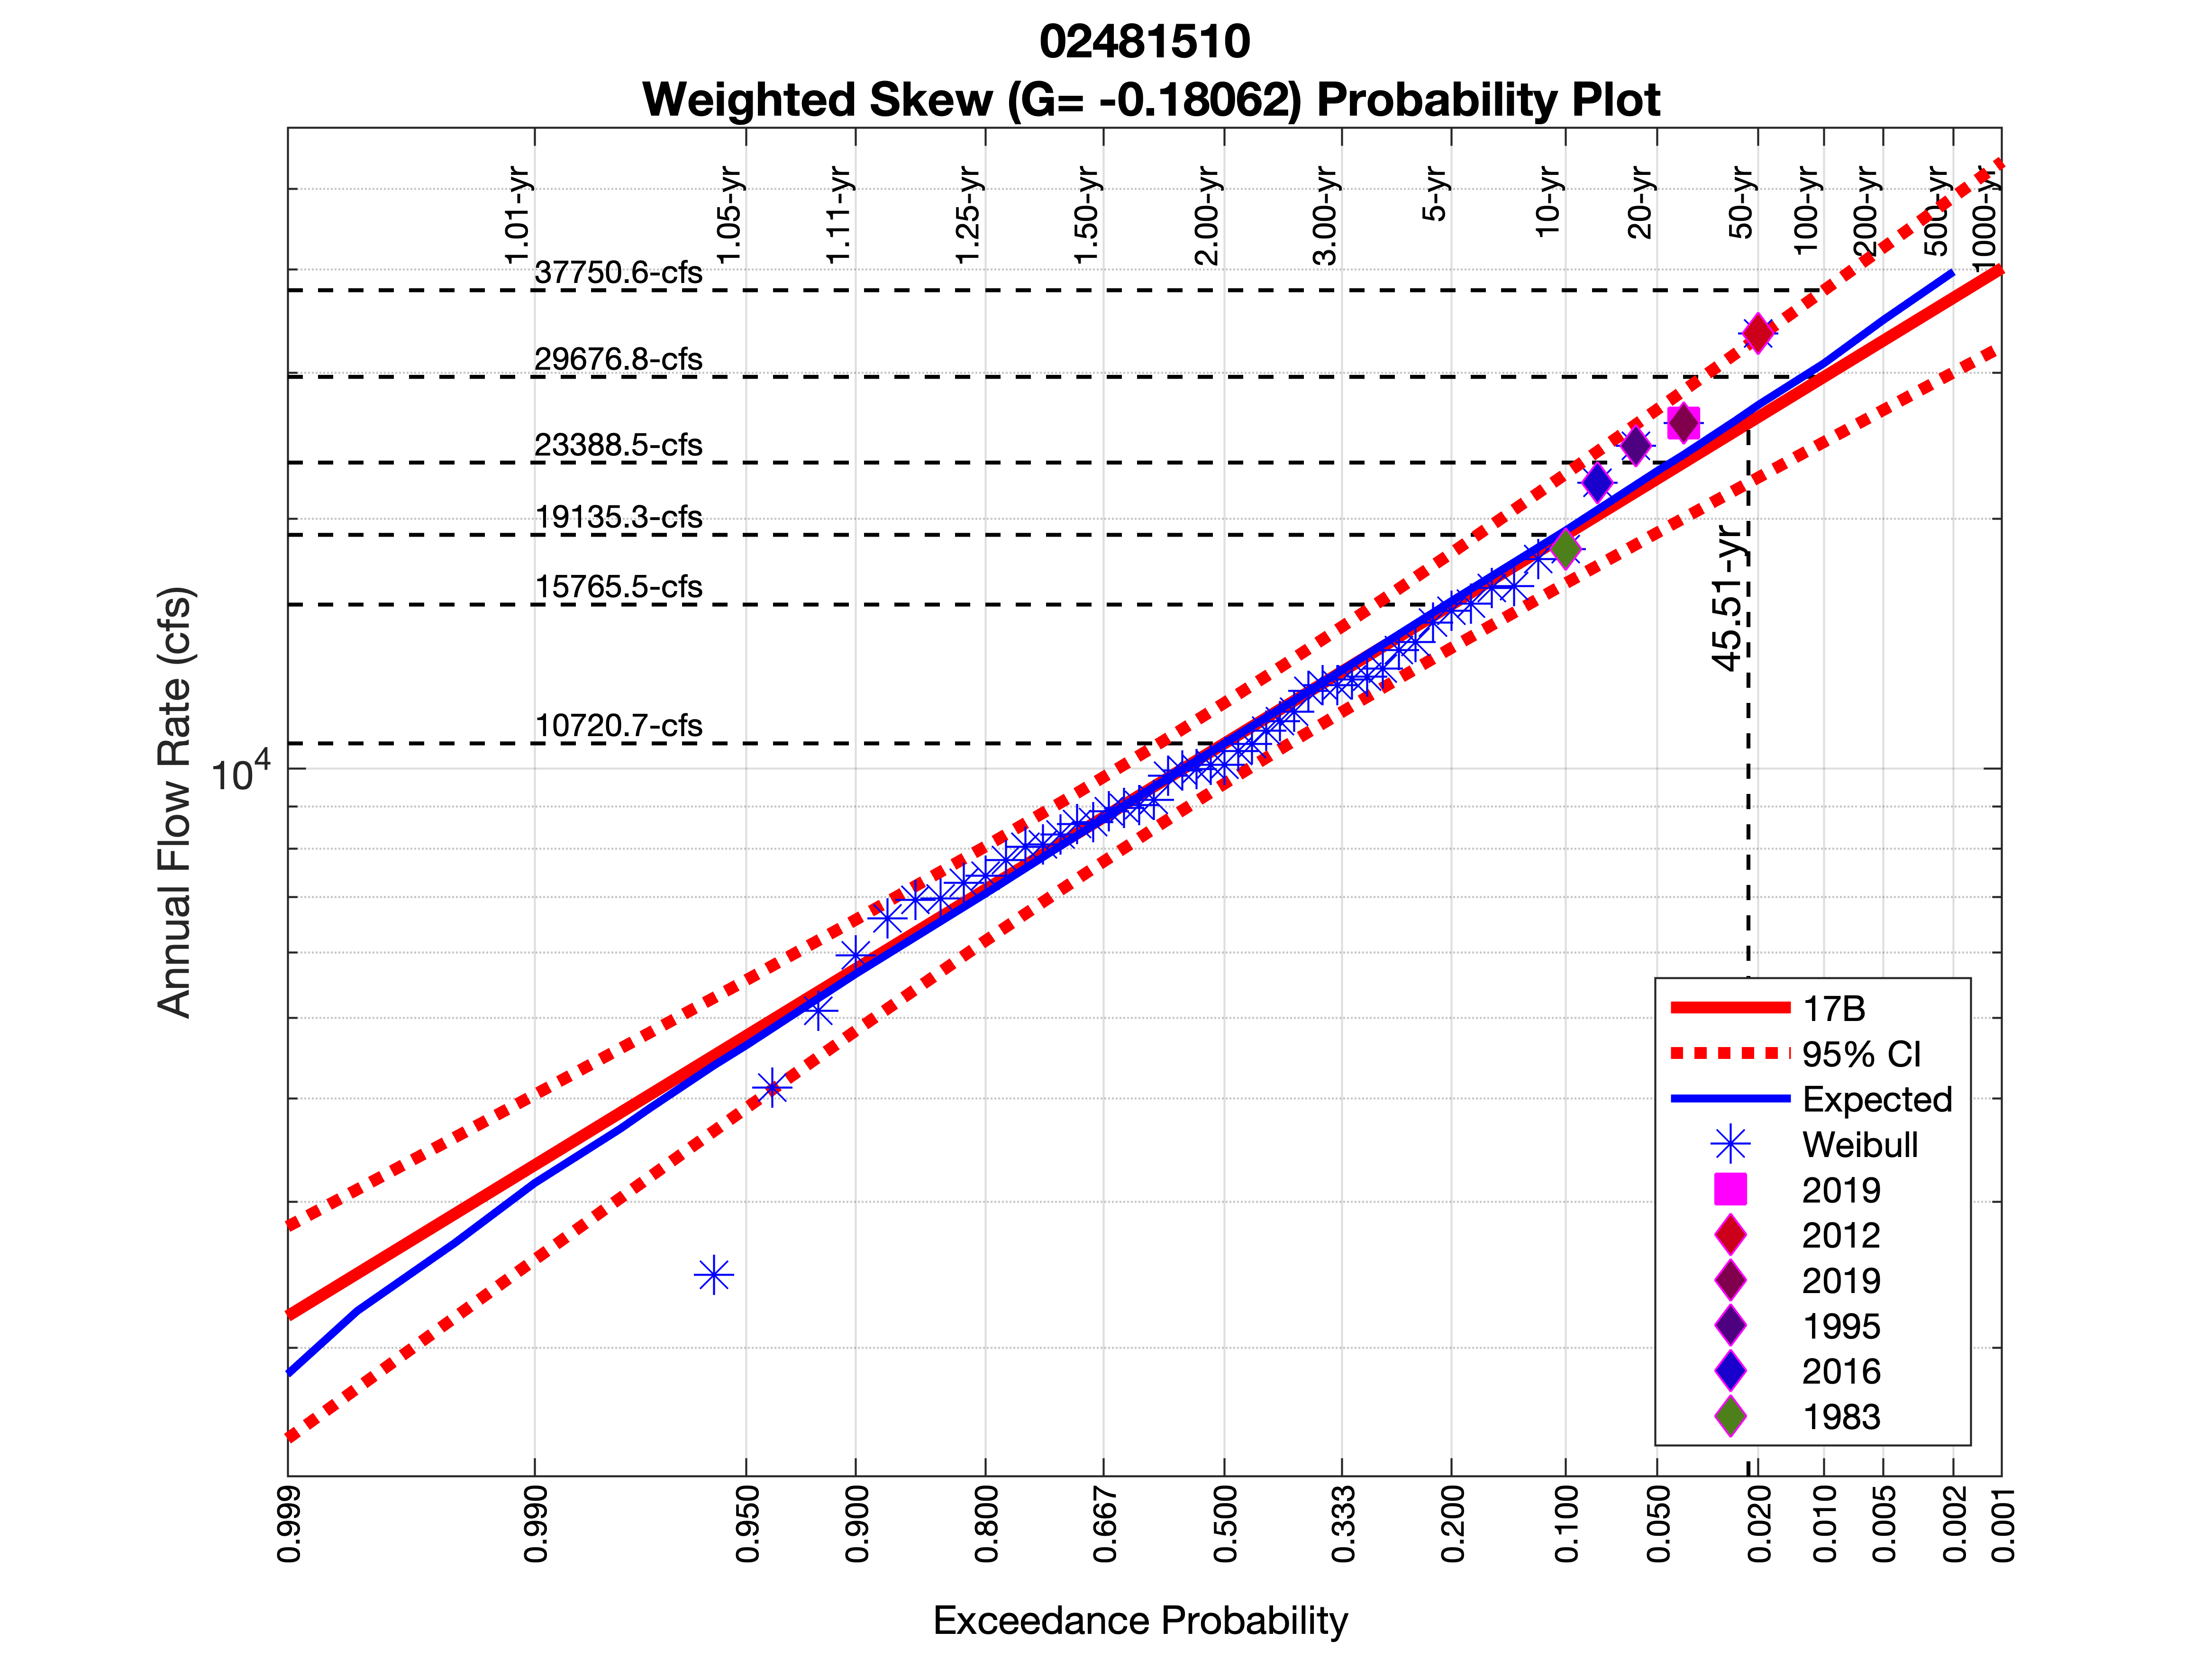 02481510
Weighted Skew (G= -0.18062) Probability Plot
1.01-yr
1.05-yr
1.11-yr
1.25-yr
1.50-yr
2.00-yr
3.00-yr
5-yr
10-yr
20-yr
50-yr
100-yr
200-yr
500-yr
1000-yr
37750.6-cfs
29676.8-cfs
23388.5-cfs
19135.3-cfs
15765.5-cfs
10720.7-cfs
45.51-yr
Annual Flow Rate (cfs)
10^4
17B
95% CI
Expected
Weibull
2019
2012
2019
1995
2016
1983
0.999
0.990
0.950
0.900
0.800
0.667
0.500
0.333
0.200
0.100
0.050
0.020
0.010
0.005
0.002
0.001
Exceedance Probability